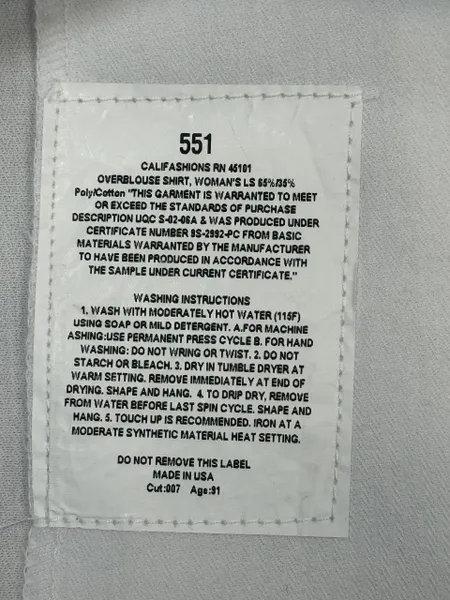 551
CALIFASHIONS RN 45101
OVERBLOUSE SHIRT, WOMAN'S LS 65%/35%
Poly/Cotton "THIS GARMENT IS WARRANTED TO MEET
OR EXCEED THE STANDARDS OF PURCHASE
DESCRIPTION UQC S-02-06A & WAS PRODUCED UNDER
CERTIFICATE NUMBER 9S-2992-PC FROM BASIC
MATERIALS WARRANTED BY THE MANUFACTURER
TO HAVE BEEN PRODUCED IN ACCORDANCE WITH
THE SAMPLE UNDER CURRENT CERTIFICATE."
WASHING INSTRUCTIONS
1. WASH WITH MODERATELY HOT WATER (115F)
USING SOAP OR MILD DETERGENT. A.FOR MACHINE
ASHING:USE PERMANENT PRESS CYCLE B. FOR HAND
WASHING: DO NOT WRING OR TWIST. 2. DO NOT
STARCH OR BLEACH. 3. DRY IN TUMBLE DRYER AT
WARM SETTING. REMOVE IMMEDIATELY AT END OF
DRYING. SHAPE AND HANG. 4. TO DRIP DRY, REMOVE
FROM WATER BEFORE LAST SPIN CYCLE. SHAPE AND
HANG. 5. TOUCH UP IS RECOMMENDED. IRON AT A
MODERATE SYNTHETIC MATERIAL HEAT SETTING.
DO NOT REMOVE THIS LABEL
MADE IN USA
Cut:007 Age:91